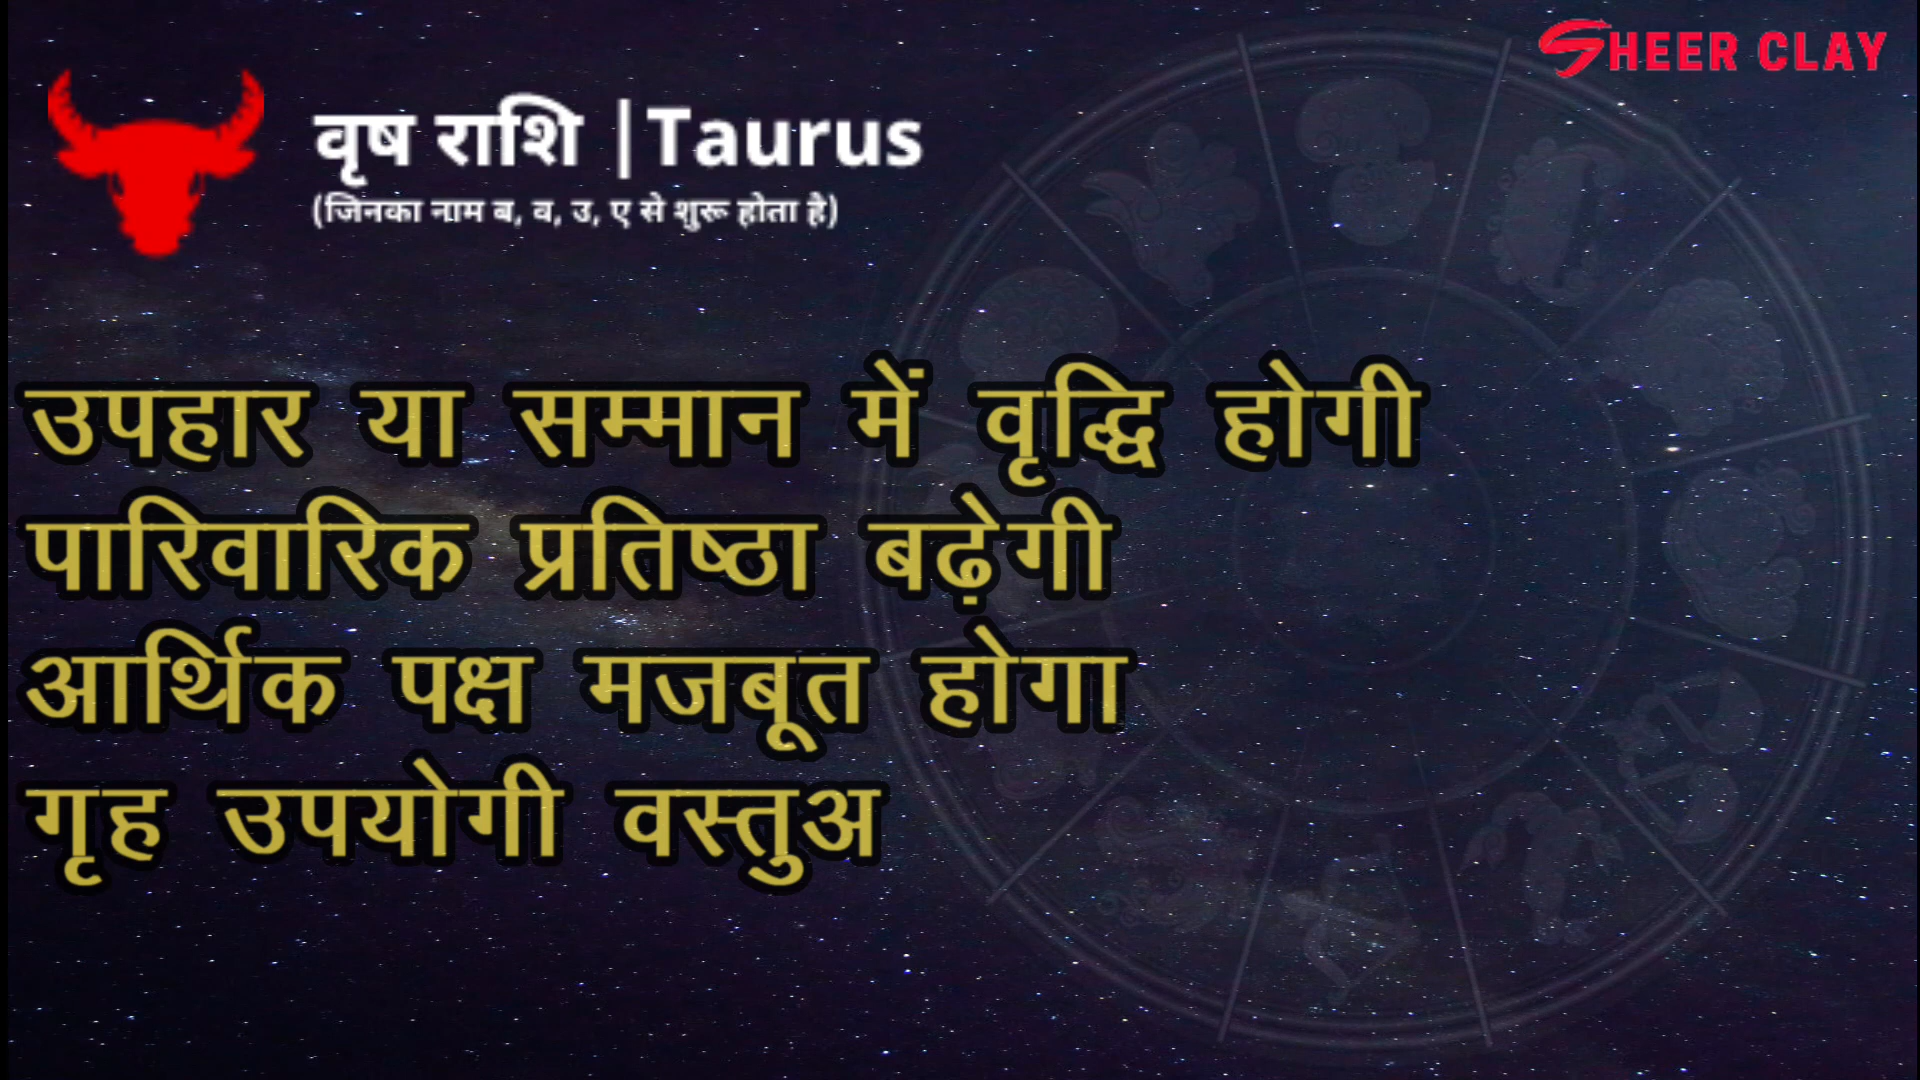 SHEER CLAY
वृष राशि |Taurus
(जिनका नाम ब, व, उ, ए से शुरू होता है)
उपहार या सम्मान में वृद्धि होगी
पारिवारिक प्रतिष्ठा बढ़ेगी
आर्थिक पक्ष मजबूत होगा
गृह उपयोगी वस्तुअ